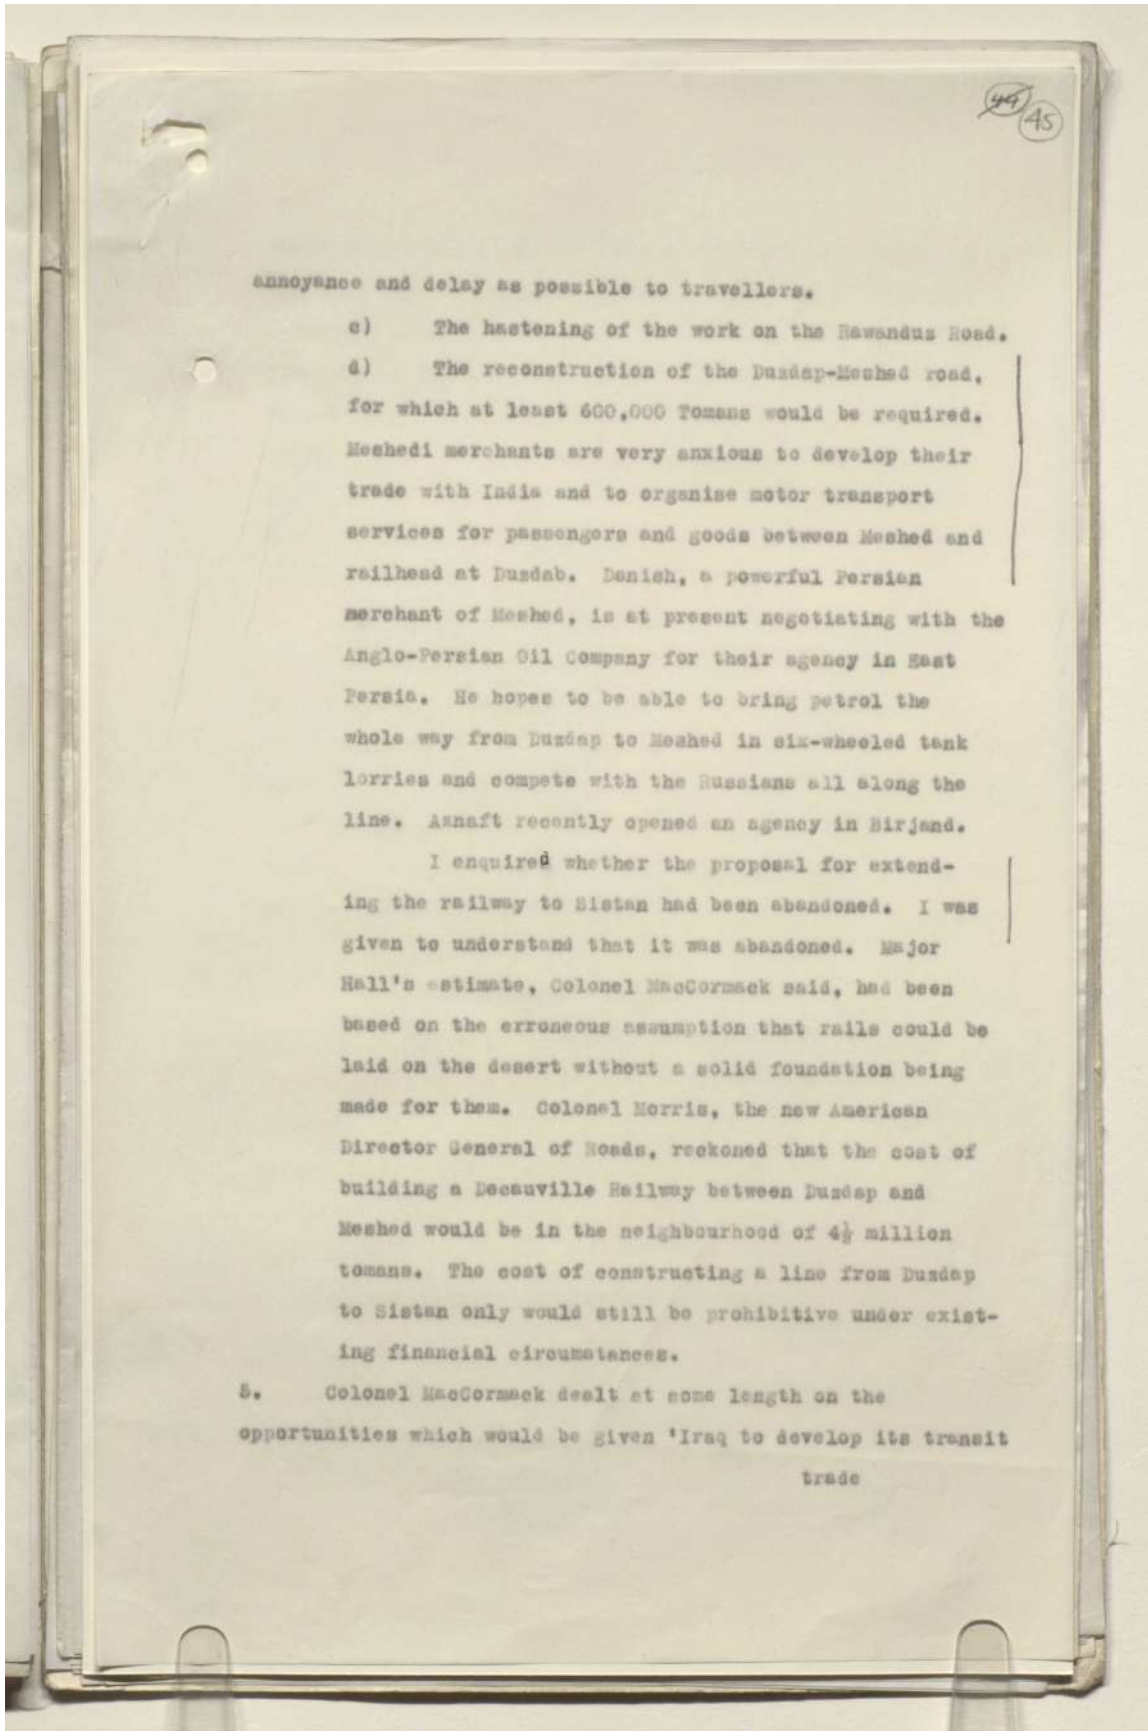 44
45
annoyance and delay as possible to travellers.
c) The hastening of the work on the Rawanduz Road.
d) The reconstruction of the Duzdap-Meshed road,
for which at least 600,000 Tomans would be required.
Meshedi merchants are very anxious to develop their
trade with India and to organise motor transport
services for passengers and goods between Meshed and
railhead at Duzdab. Danish, a powerful Persian
merchant of Meshed, is at present negotiating with the
Anglo-Persian Oil Company for their agency in East
Persia. He hopes to be able to bring petrol the
whole way from Duzdap to Meshed in six-wheeled tank
lorries and compete with the Russians all along the
line. Aznaft recently opened an agency in Birjand.
I enquired whether the proposal for extend-
ing the railway to Sistan had been abandoned. I was
given to understand that it was abandoned. Major
Hall's estimate, Colonel MacCormack said, had been
based on the erroneous assumption that rails could be
laid on the desert without a solid foundation being
made for them. Colonel Morris, the new American
Director General of Roads, reckoned that the cost of
building a Decauville Railway between Duzdap and
Meshed would be in the neighbourhood of 4½ million
tomans. The cost of constructing a line from Duzdap
to Sistan only would still be prohibitive under exist-
ing financial circumstances.
5. Colonel MacCormack dealt at some length on the
opportunities which would be given 'Iraq to develop its transit
trade